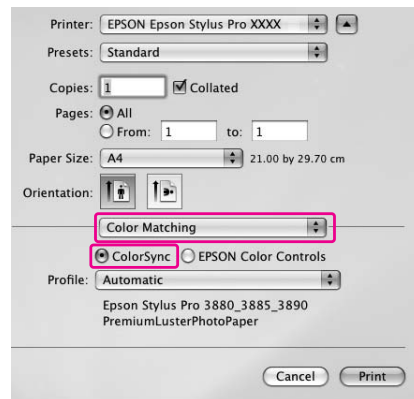 Printer: EPSON Epson Stylus Pro XXXX
Presets: Standard
Copies: 1 Collated
Pages: All
From: 1 to: 1
Paper Size: A4 21.00 by 29.70 cm
Orientation:
Color Matching
ColorSync EPSON Color Controls
Profile: Automatic
Epson Stylus Pro 3880_3885_3890
PremiumLusterPhotoPaper
Cancel Print